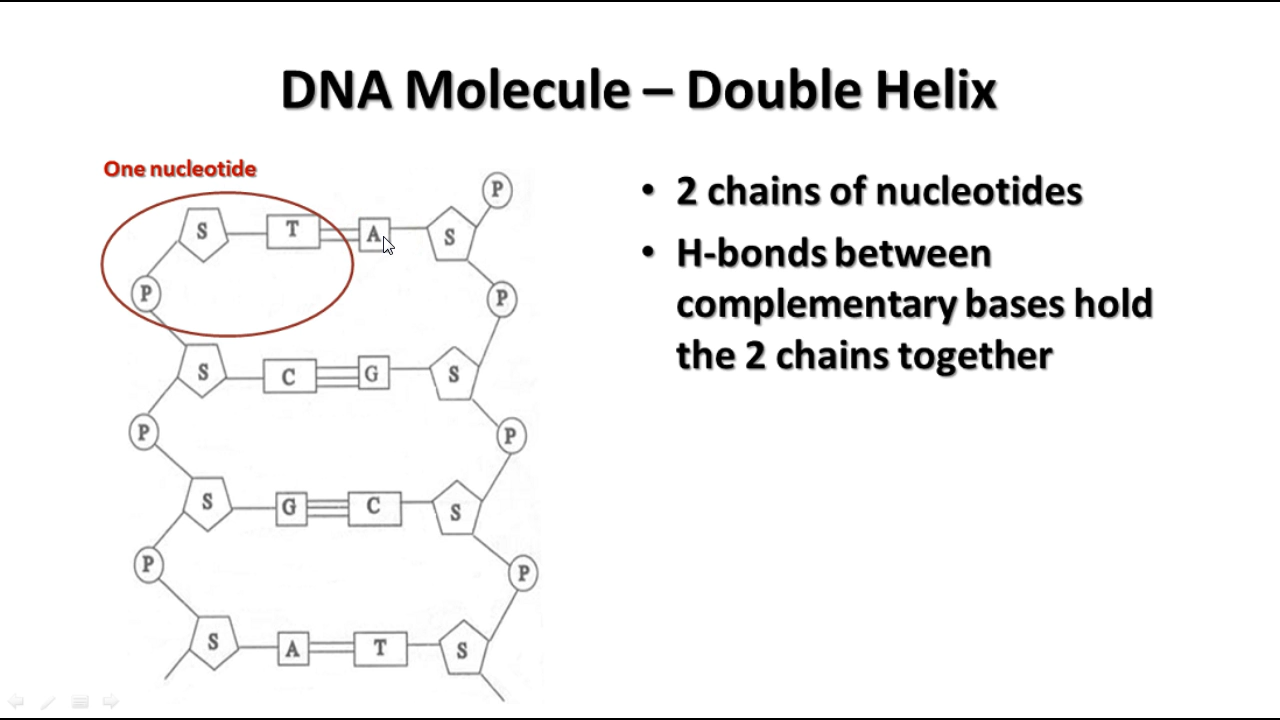 DNA Molecule – Double Helix
One nucleotide
P
S T A S
P P
S C G S
P P
S G C S
P P
S A T S
• 2 chains of nucleotides
• H-bonds between
complementary bases hold
the 2 chains together